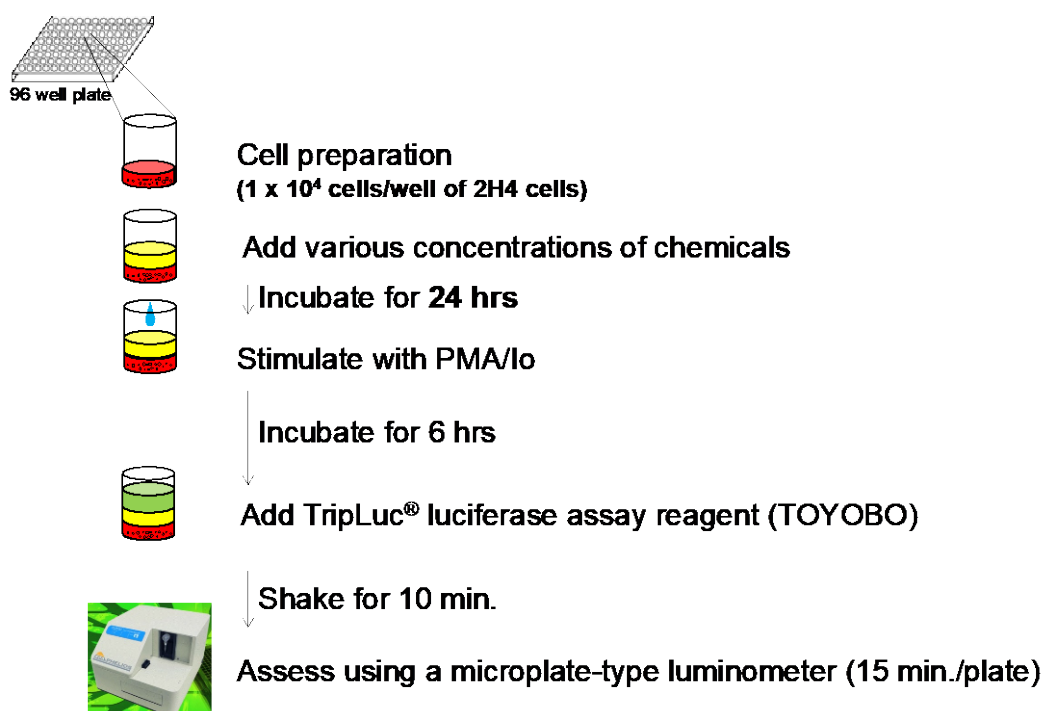 96 well plate
Cell preparation
(1 x 10⁴ cells/well of 2H4 cells)
Add various concentrations of chemicals
Incubate for 24 hrs
Stimulate with PMA/Io
Incubate for 6 hrs
Add TripLuc® luciferase assay reagent (TOYOBO)
Shake for 10 min.
Assess using a microplate-type luminometer (15 min./plate)